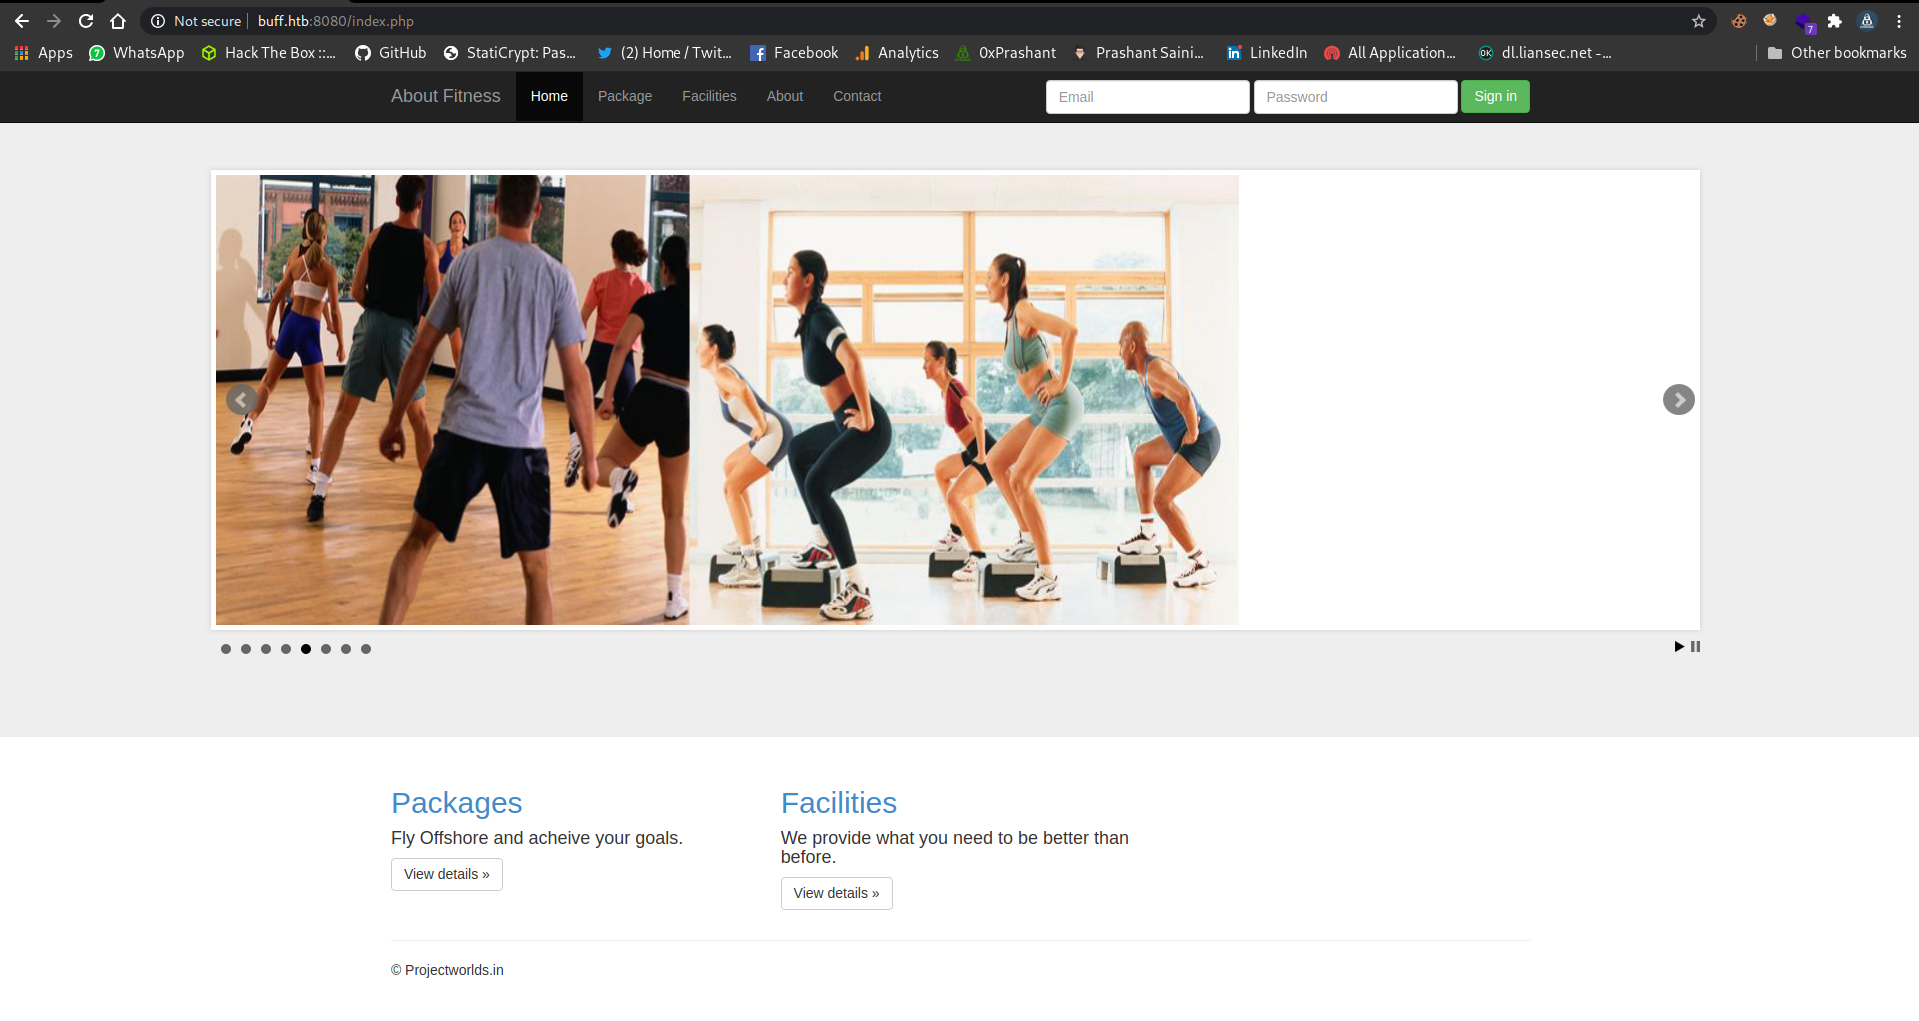 Not secure | buff.htb:8080/index.php
7
Apps WhatsApp Hack The Box ::... GitHub StatiCrypt: Pas... (2) Home / Twit... Facebook Analytics 0xPrashant Prashant Saini... LinkedIn All Application... dl.liansec.net -... Other bookmarks
About Fitness Home Package Facilities About Contact Email Password Sign in
Packages
Fly Offshore and acheive your goals.
View details »
Facilities
We provide what you need to be better than
before.
View details »
© Projectworlds.in